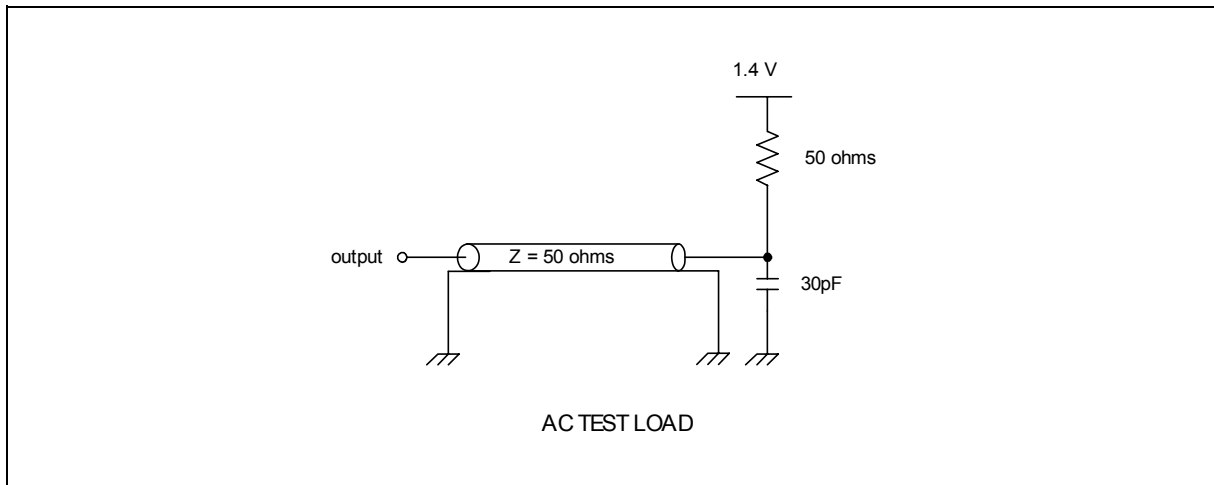 1.4 V
50 ohms
output
Z = 50 ohms
30pF
AC TEST LOAD